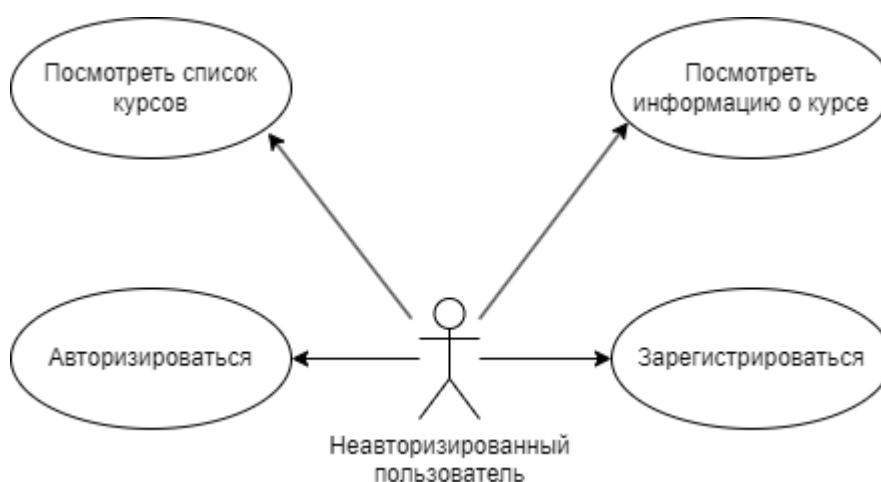 Посмотреть список
курсов
Посмотреть
информацию о курсе
Авторизироваться
Зарегистрироваться
Неавторизированный
пользователь